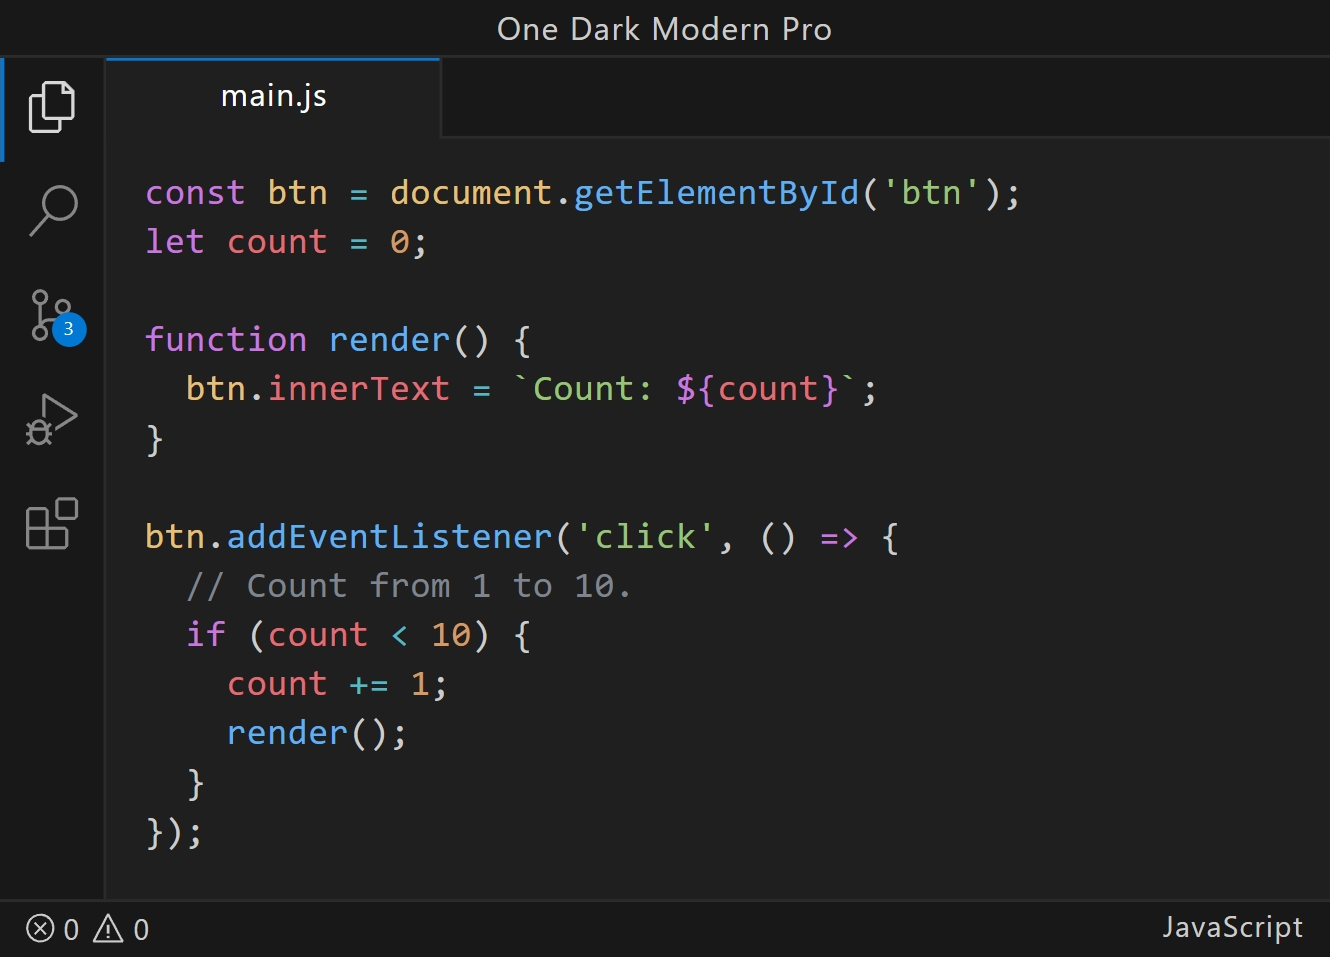 One Dark Modern Pro
main.js
const btn = document.getElementById('btn');
let count = 0;
function render() {
  btn.innerText = `Count: ${count}`;
}
btn.addEventListener('click', () => {
  // Count from 1 to 10.
  if (count < 10) {
    count += 1;
    render();
  }
});
3
0 0
JavaScript